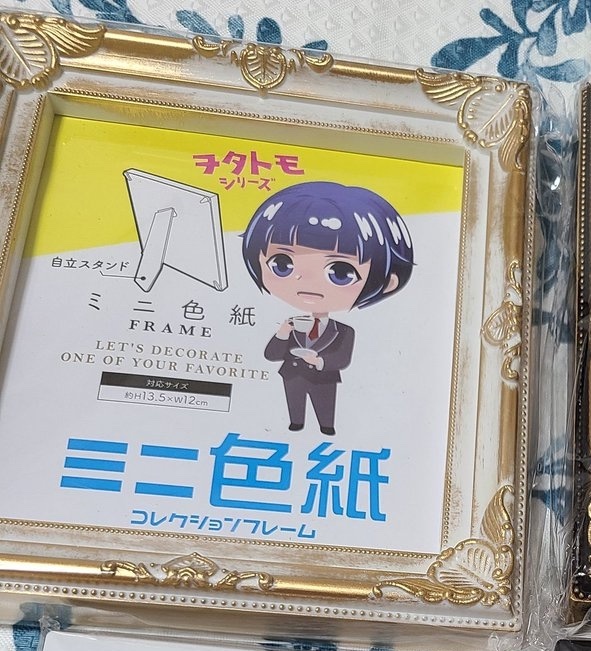 ヲタトモ
シリーズ
自立スタンド
ミニ色紙
FRAME
LET'S DECORATE
ONE OF YOUR FAVORITE
対応サイズ
約H13.5×W12cm
ミニ色紙
コレクションフレーム